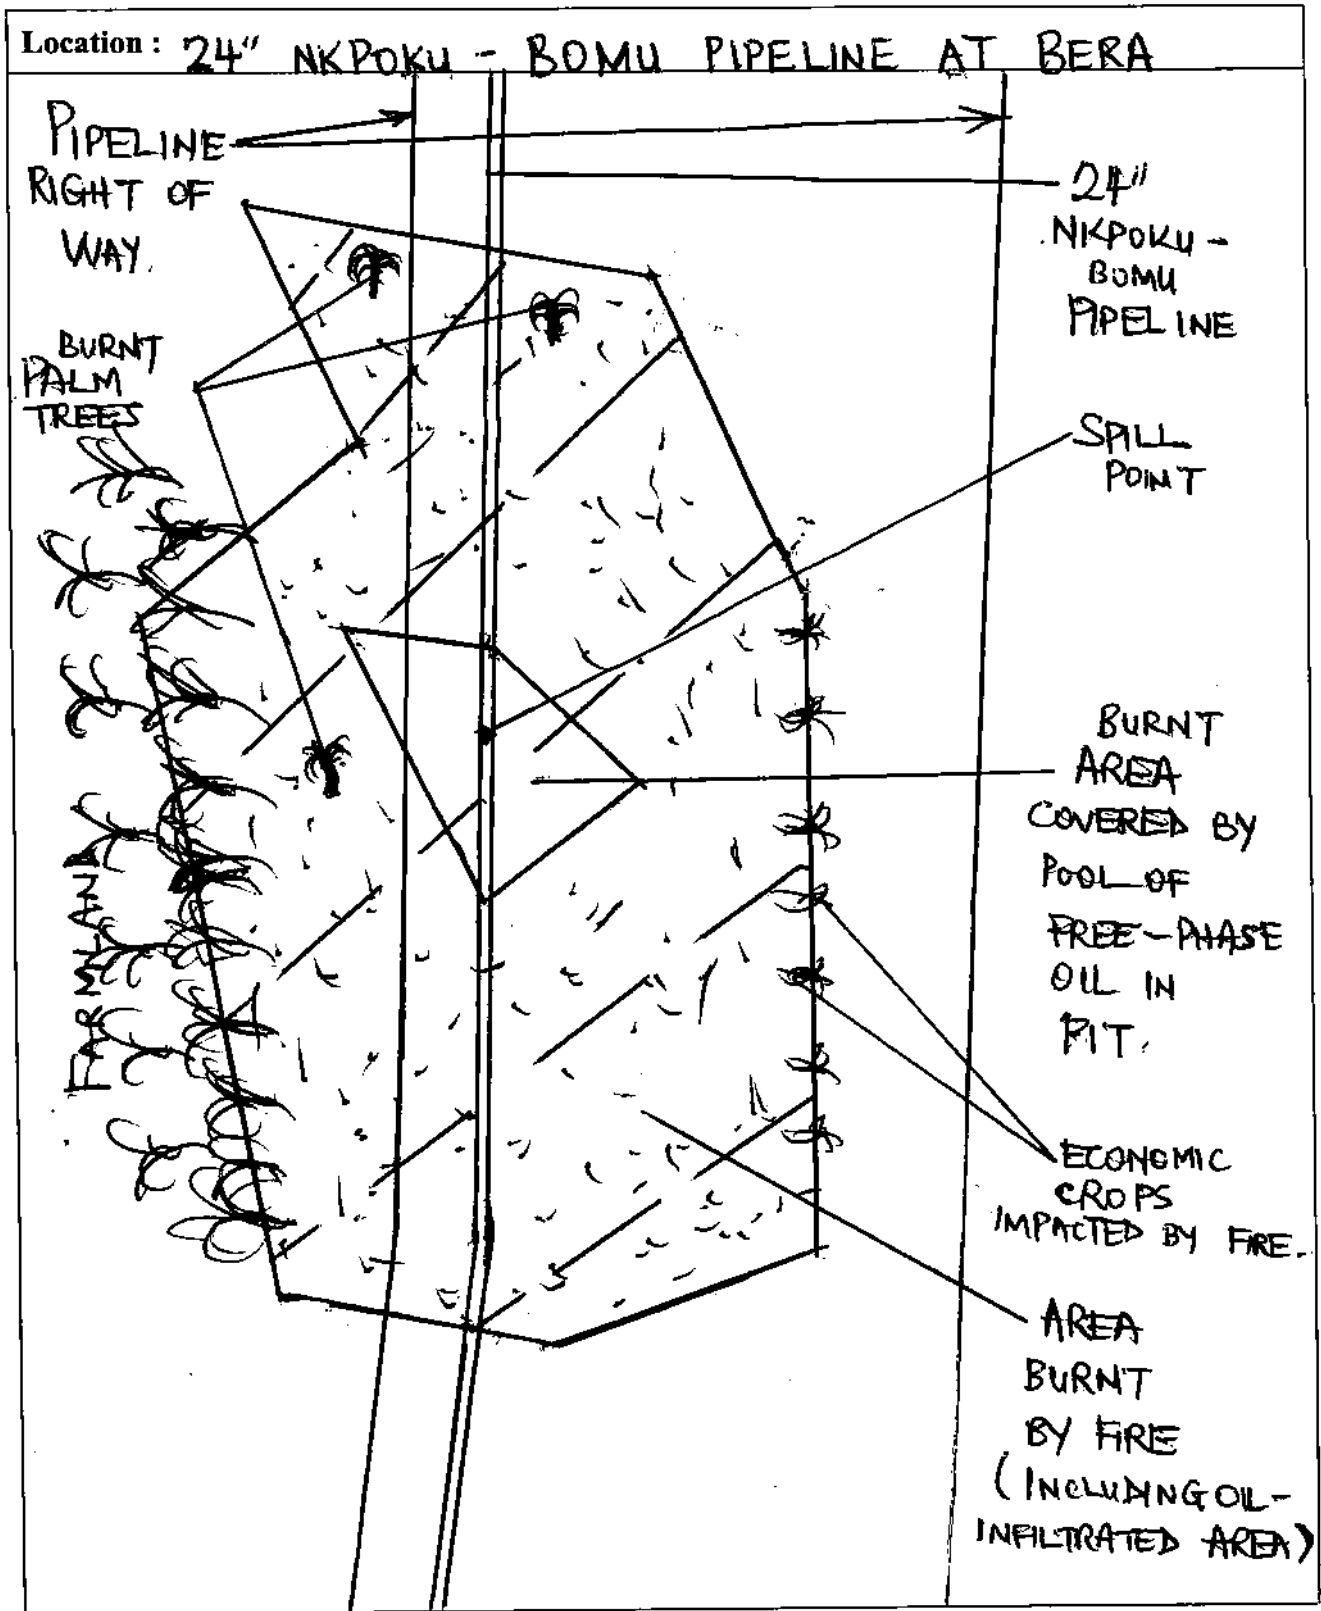 Location : 24" NKPOKU - BOMU PIPELINE AT BERA
PIPELINE
RIGHT OF
WAY.
24"
NKPOKU -
BOMU
PIPELINE
BURNT
PALM
TREES
SPILL
POINT
BURNT
AREA
COVERED BY
POOL OF
FREE-PHASE
OIL IN
PIT.
FARMLAND
ECONOMIC
CROPS
IMPACTED BY FIRE.
AREA
BURNT
BY FIRE
(INCLUDING OIL-
INFILTRATED AREA)